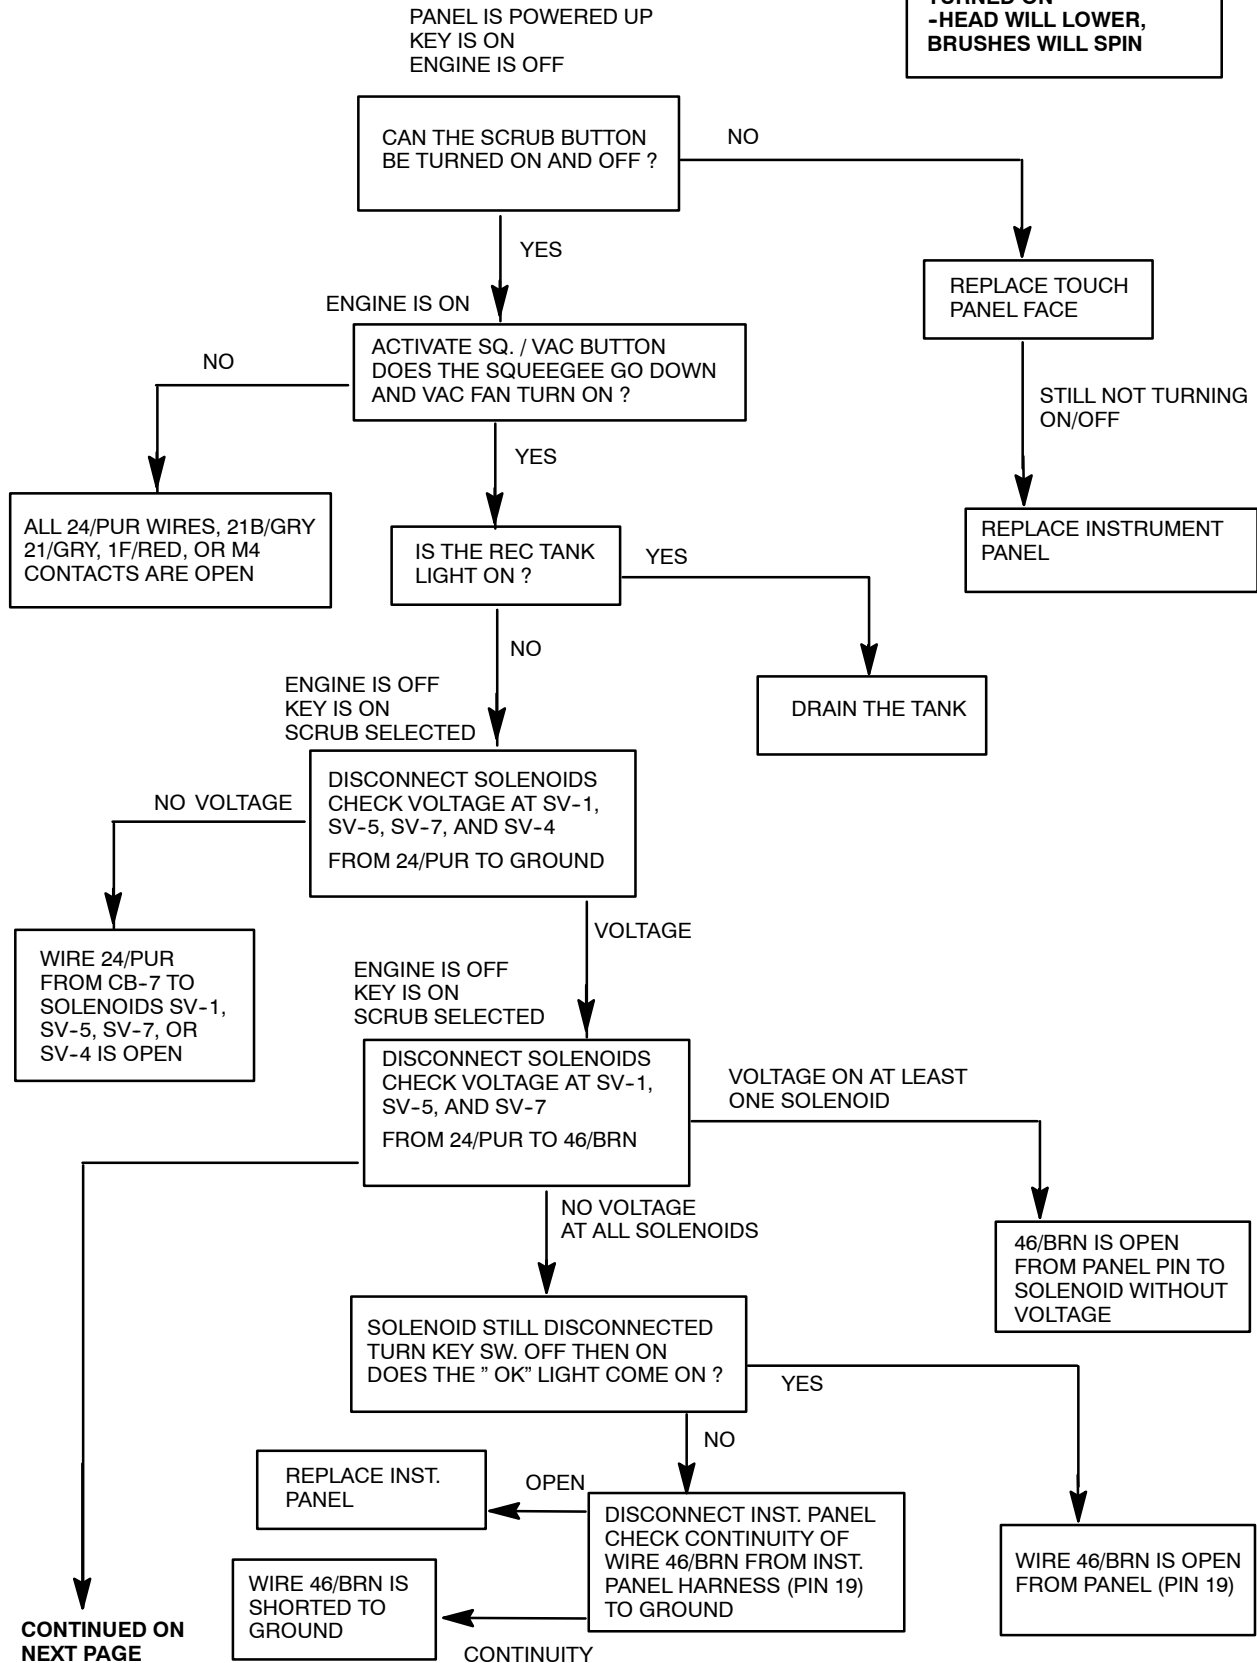 TURNED ON
-HEAD WILL LOWER,
BRUSHES WILL SPIN
PANEL IS POWERED UP
KEY IS ON
ENGINE IS OFF
CAN THE SCRUB BUTTON
BE TURNED ON AND OFF ?
NO
YES
REPLACE TOUCH
PANEL FACE
ENGINE IS ON
ACTIVATE SQ. / VAC BUTTON
DOES THE SQUEEGEE GO DOWN
AND VAC FAN TURN ON ?
NO
STILL NOT TURNING
ON/OFF
YES
ALL 24/PUR WIRES, 21B/GRY
21/GRY, 1F/RED, OR M4
CONTACTS ARE OPEN
IS THE REC TANK
LIGHT ON ?
YES
REPLACE INSTRUMENT
PANEL
NO
DRAIN THE TANK
ENGINE IS OFF
KEY IS ON
SCRUB SELECTED
DISCONNECT SOLENOIDS
CHECK VOLTAGE AT SV-1,
SV-5, SV-7, AND SV-4
FROM 24/PUR TO GROUND
NO VOLTAGE
VOLTAGE
WIRE 24/PUR
FROM CB-7 TO
SOLENOIDS SV-1,
SV-5, SV-7, OR
SV-4 IS OPEN
ENGINE IS OFF
KEY IS ON
SCRUB SELECTED
DISCONNECT SOLENOIDS
CHECK VOLTAGE AT SV-1,
SV-5, AND SV-7
FROM 24/PUR TO 46/BRN
VOLTAGE ON AT LEAST
ONE SOLENOID
NO VOLTAGE
AT ALL SOLENOIDS
46/BRN IS OPEN
FROM PANEL PIN TO
SOLENOID WITHOUT
VOLTAGE
SOLENOID STILL DISCONNECTED
TURN KEY SW. OFF THEN ON
DOES THE ” OK” LIGHT COME ON ?
YES
NO
REPLACE INST.
PANEL
OPEN
DISCONNECT INST. PANEL
CHECK CONTINUITY OF
WIRE 46/BRN FROM INST.
PANEL HARNESS (PIN 19)
TO GROUND
WIRE 46/BRN IS OPEN
FROM PANEL (PIN 19)
WIRE 46/BRN IS
SHORTED TO
GROUND
CONTINUITY
CONTINUED ON
NEXT PAGE